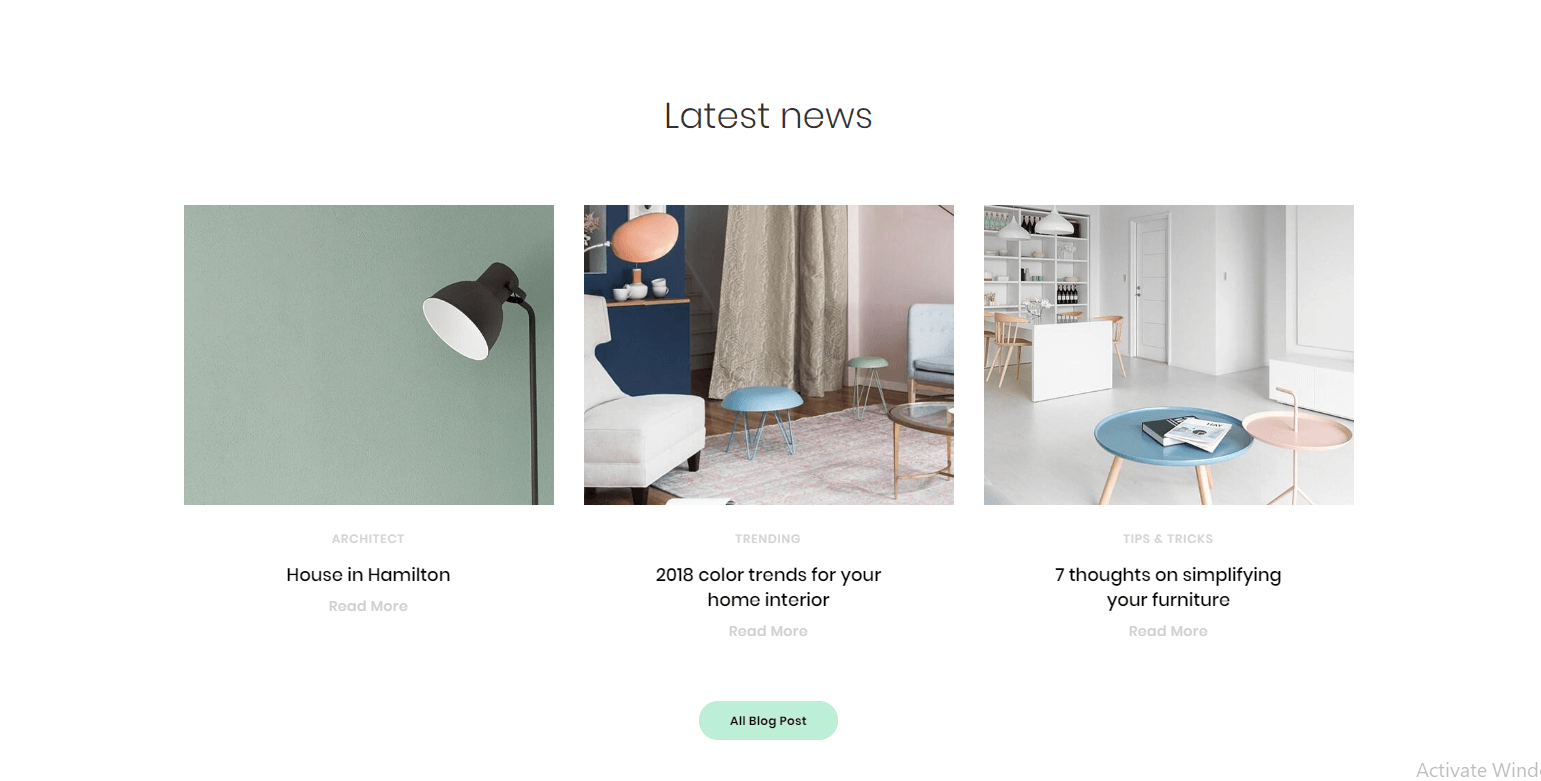 Latest news
ARCHITECT
House in Hamilton
Read More
TRENDING
2018 color trends for your
home interior
Read More
TIPS & TRICKS
7 thoughts on simplifying
your furniture
Read More
All Blog Post
Activate Wind